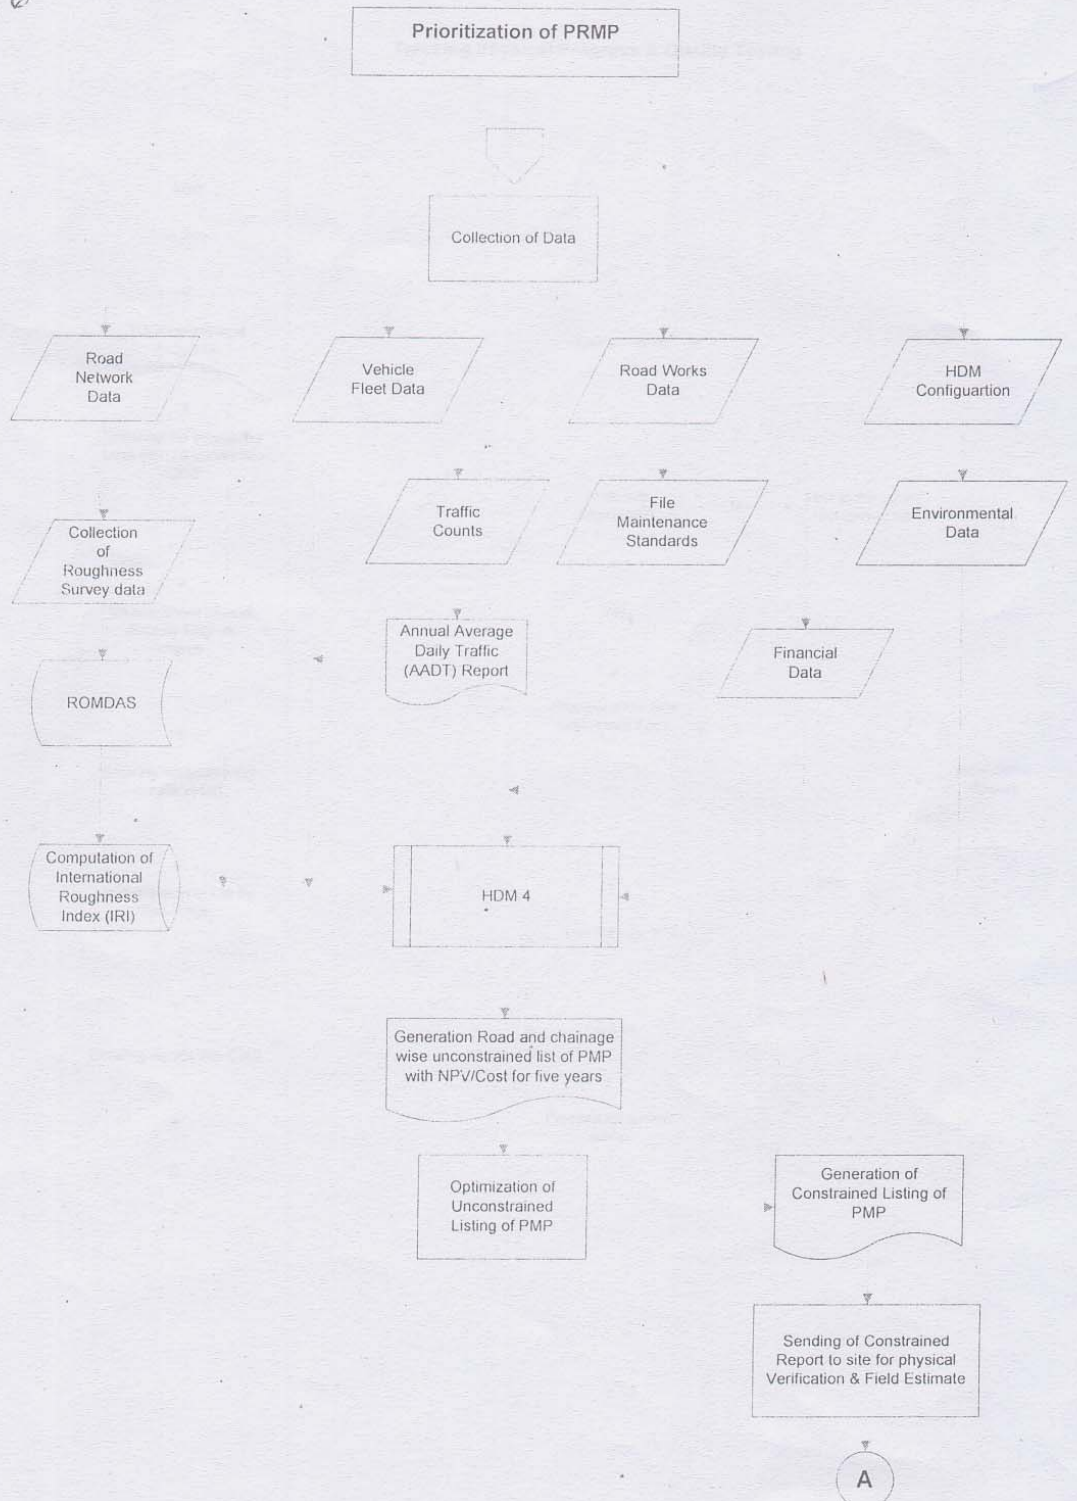 Prioritization of PRMP
Collection of Data
Road
Network
Data
Vehicle
Fleet Data
Road Works
Data
HDM
Configuartion
Collection
of
Roughness
Survey data
Traffic
Counts
File
Maintenance
Standards
Environmental
Data
ROMDAS
Annual Average
Daily Traffic
(AADT) Report
Financial
Data
Computation of
International
Roughness
Index (IRI)
HDM 4
Generation Road and chainage
wise unconstrained list of PMP
with NPV/Cost for five years
Optimization of
Unconstrained
Listing of PMP
Generation of
Constrained Listing of
PMP
Sending of Constrained
Report to site for physical
Verification & Field Estimate
A